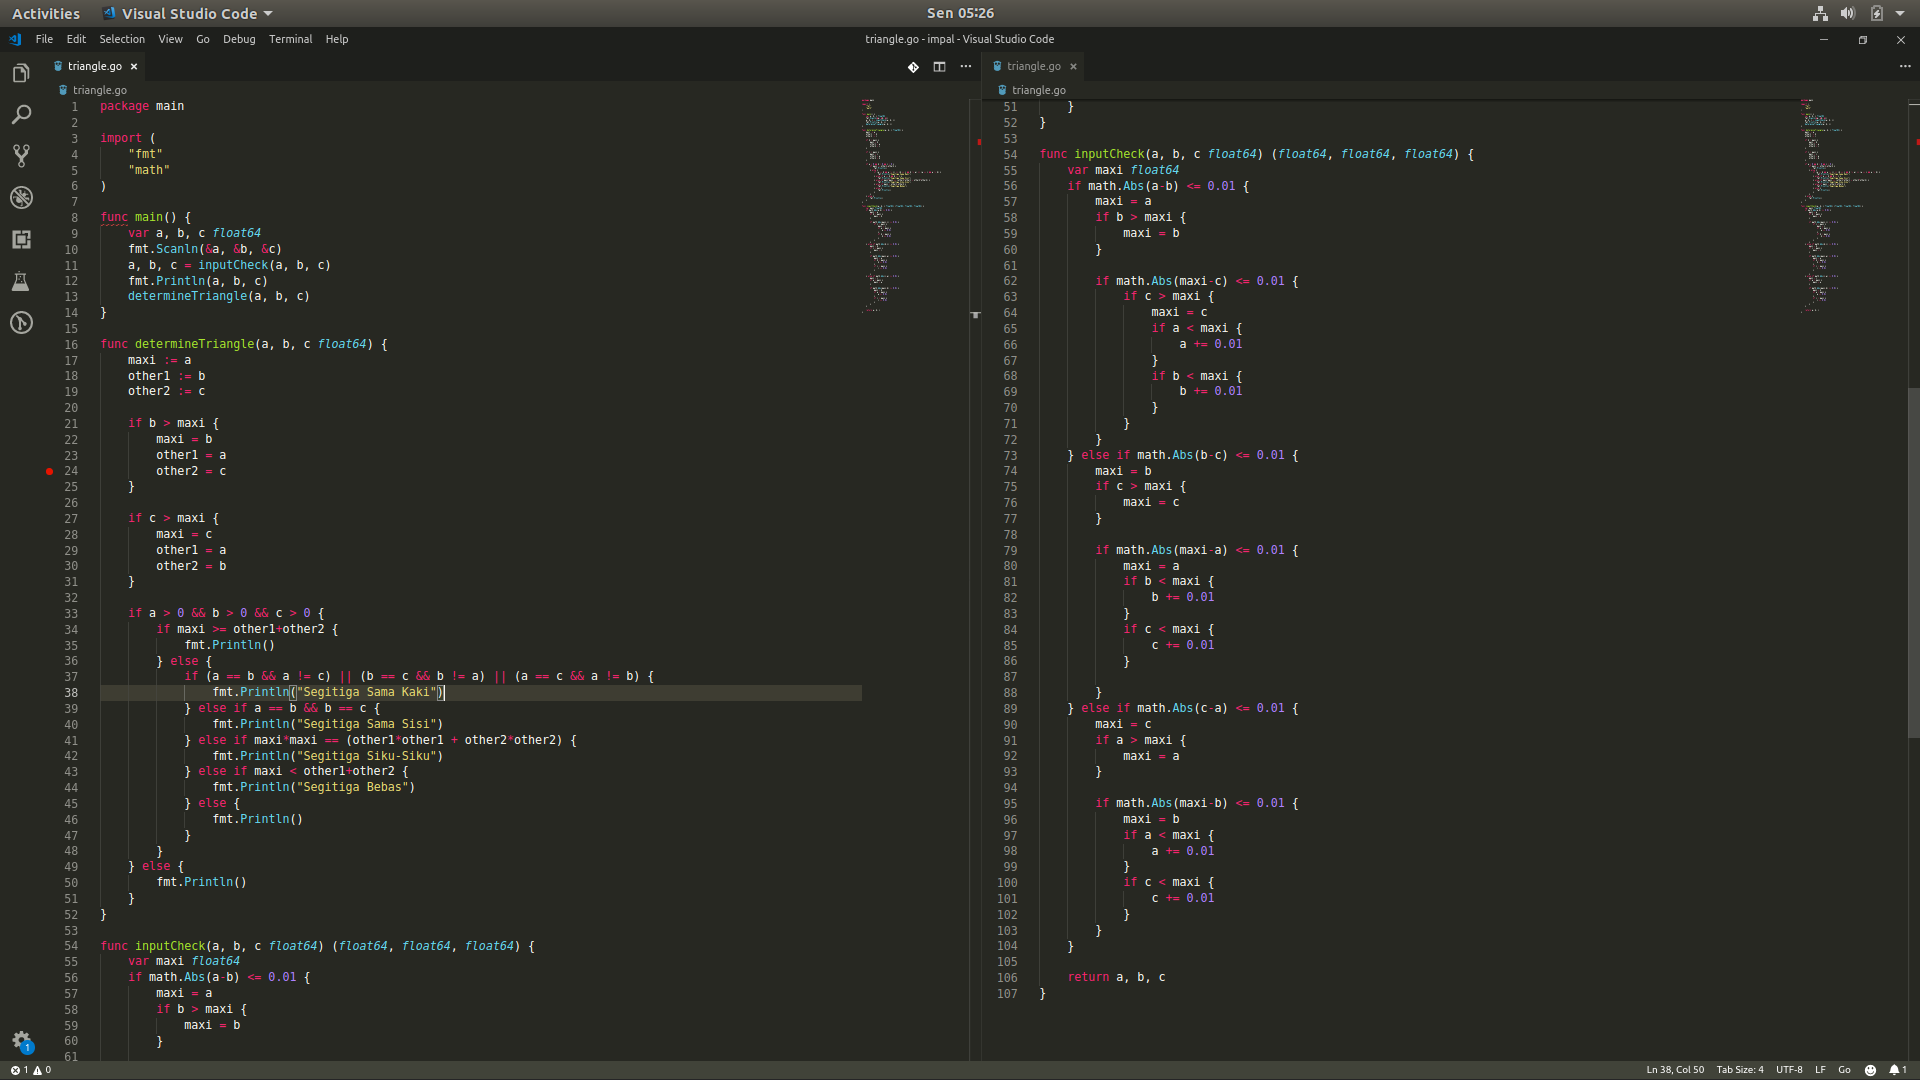 Activities Visual Studio Code Sen 05:26
File Edit Selection View Go Debug Terminal Help triangle.go - impal - Visual Studio Code
triangle.go
triangle.go
1 package main
2
3 import (
4 "fmt"
5 "math"
6 )
7
8 func main() {
9 var a, b, c float64
10 fmt.Scanln(&a, &b, &c)
11 a, b, c = inputCheck(a, b, c)
12 fmt.Println(a, b, c)
13 determineTriangle(a, b, c)
14 }
15
16 func determineTriangle(a, b, c float64) {
17 maxi := a
18 other1 := b
19 other2 := c
20
21 if b > maxi {
22 maxi = b
23 other1 = a
24 other2 = c
25 }
26
27 if c > maxi {
28 maxi = c
29 other1 = a
30 other2 = b
31 }
32
33 if a > 0 && b > 0 && c > 0 {
34 if maxi >= other1+other2 {
35 fmt.Println()
36 } else {
37 if (a == b && a != c) || (b == c && b != a) || (a == c && a != b) {
38 fmt.Println("Segitiga Sama Kaki")
39 } else if a == b && b == c {
40 fmt.Println("Segitiga Sama Sisi")
41 } else if maxi*maxi == (other1*other1 + other2*other2) {
42 fmt.Println("Segitiga Siku-Siku")
43 } else if maxi < other1+other2 {
44 fmt.Println("Segitiga Bebas")
45 } else {
46 fmt.Println()
47 }
48 }
49 } else {
50 fmt.Println()
51 }
52 }
53
54 func inputCheck(a, b, c float64) (float64, float64, float64) {
55 var maxi float64
56 if math.Abs(a-b) <= 0.01 {
57 maxi = a
58 if b > maxi {
59 maxi = b
60 }
61
triangle.go
triangle.go
51 }
52 }
53
54 func inputCheck(a, b, c float64) (float64, float64, float64) {
55 var maxi float64
56 if math.Abs(a-b) <= 0.01 {
57 maxi = a
58 if b > maxi {
59 maxi = b
60 }
61
62 if math.Abs(maxi-c) <= 0.01 {
63 if c > maxi {
64 maxi = c
65 if a < maxi {
66 a += 0.01
67 }
68 if b < maxi {
69 b += 0.01
70 }
71 }
72 }
73 } else if math.Abs(b-c) <= 0.01 {
74 maxi = b
75 if c > maxi {
76 maxi = c
77 }
78
79 if math.Abs(maxi-a) <= 0.01 {
80 maxi = a
81 if b < maxi {
82 b += 0.01
83 }
84 if c < maxi {
85 c += 0.01
86 }
87
88 }
89 } else if math.Abs(c-a) <= 0.01 {
90 maxi = c
91 if a > maxi {
92 maxi = a
93 }
94
95 if math.Abs(maxi-b) <= 0.01 {
96 maxi = b
97 if a < maxi {
98 a += 0.01
99 }
100 if c < maxi {
101 c += 0.01
102 }
103 }
104 }
105
106 return a, b, c
107 }
1
1 0 Ln 38, Col 50 Tab Size: 4 UTF-8 LF Go 1